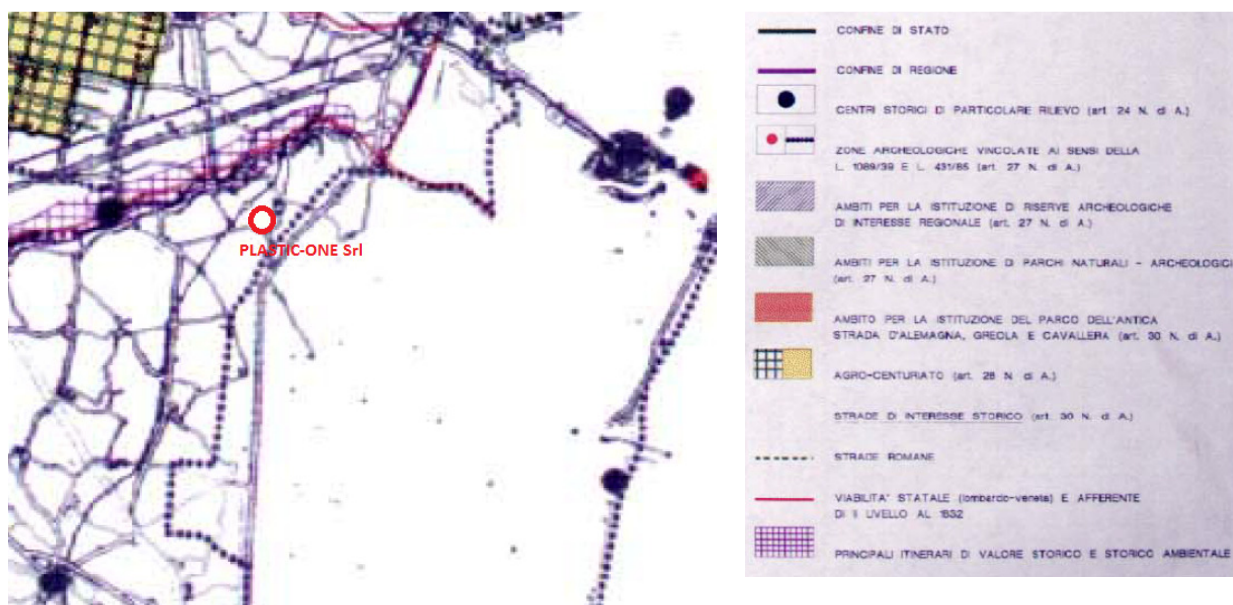 PLASTIC-ONE Srl
CONFINE DI STATO
CONFINE DI REGIONE
CENTRI STORICI DI PARTICOLARE RILIEVO (art. 24 N. di A.)
ZONE ARCHEOLOGICHE VINCOLATE AI SENSI DELLA
L. 1089/39 E L. 431/85 (art. 27 N. di A.)
AMBITI PER LA ISTITUZIONE DI RISERVE ARCHEOLOGICHE
DI INTERESSE REGIONALE (art. 27 N. di A.)
AMBITI PER LA ISTITUZIONE DI PARCHI NATURALI - ARCHEOLOGICI
(art. 27 N. di A.)
AMBITO PER LA ISTITUZIONE DEL PARCO DELL'ANTICA
STRADA D'ALEMAGNA, GREOLA E CAVALLERA (art. 30 N. di A.)
AGRO-CENTURIATO (art. 28 N. di A.)
STRADE DI INTERESSE STORICO (art. 30 N. di A.)
STRADE ROMANE
VIABILITA' STATALE (lombardo-veneta) E AFFERENTE
DI II LIVELLO AL 1832
PRINCIPALI ITINERARI DI VALORE STORICO E STORICO AMBIENTALE